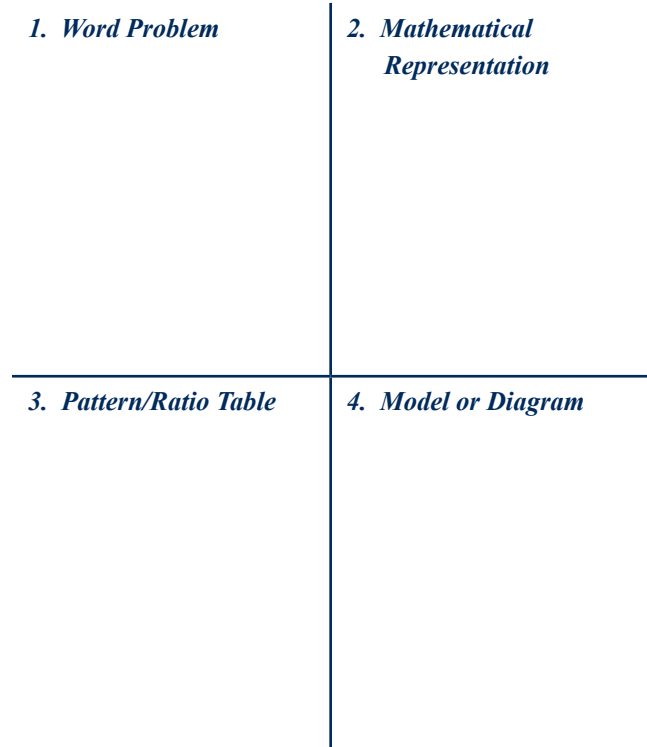 1. Word Problem
2. Mathematical
Representation
3. Pattern/Ratio Table
4. Model or Diagram